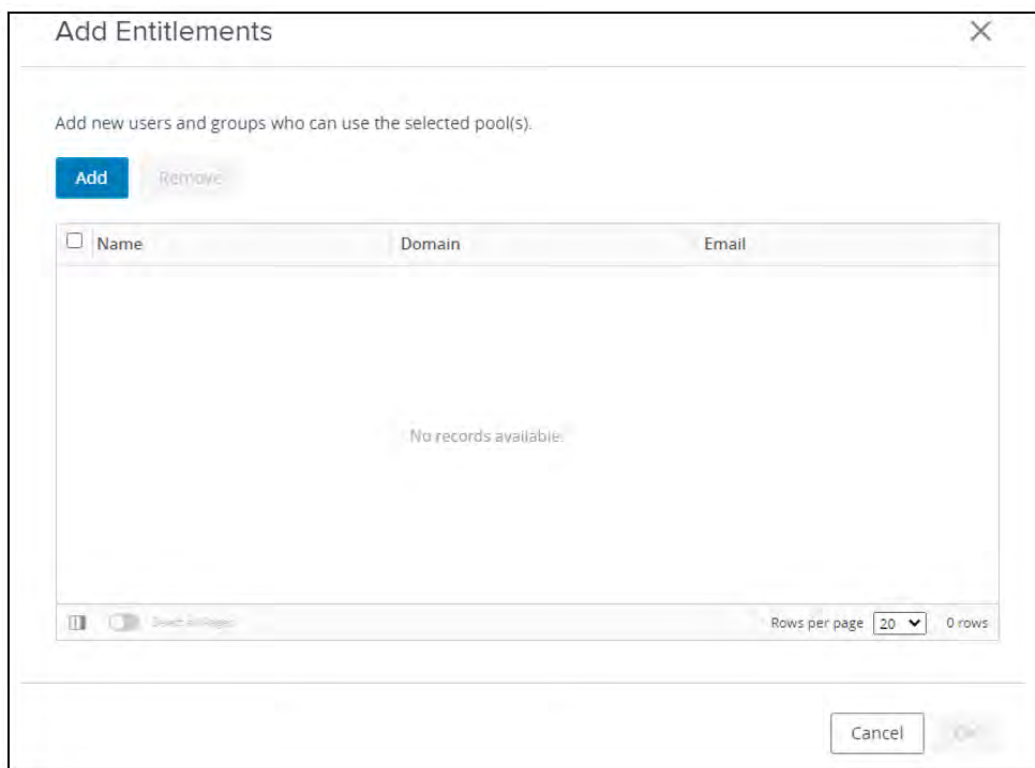 Add Entitlements
Add new users and groups who can use the selected pool(s).
Add Remove
Name Domain Email
No records available.
Rows per page 20 0 rows
Cancel